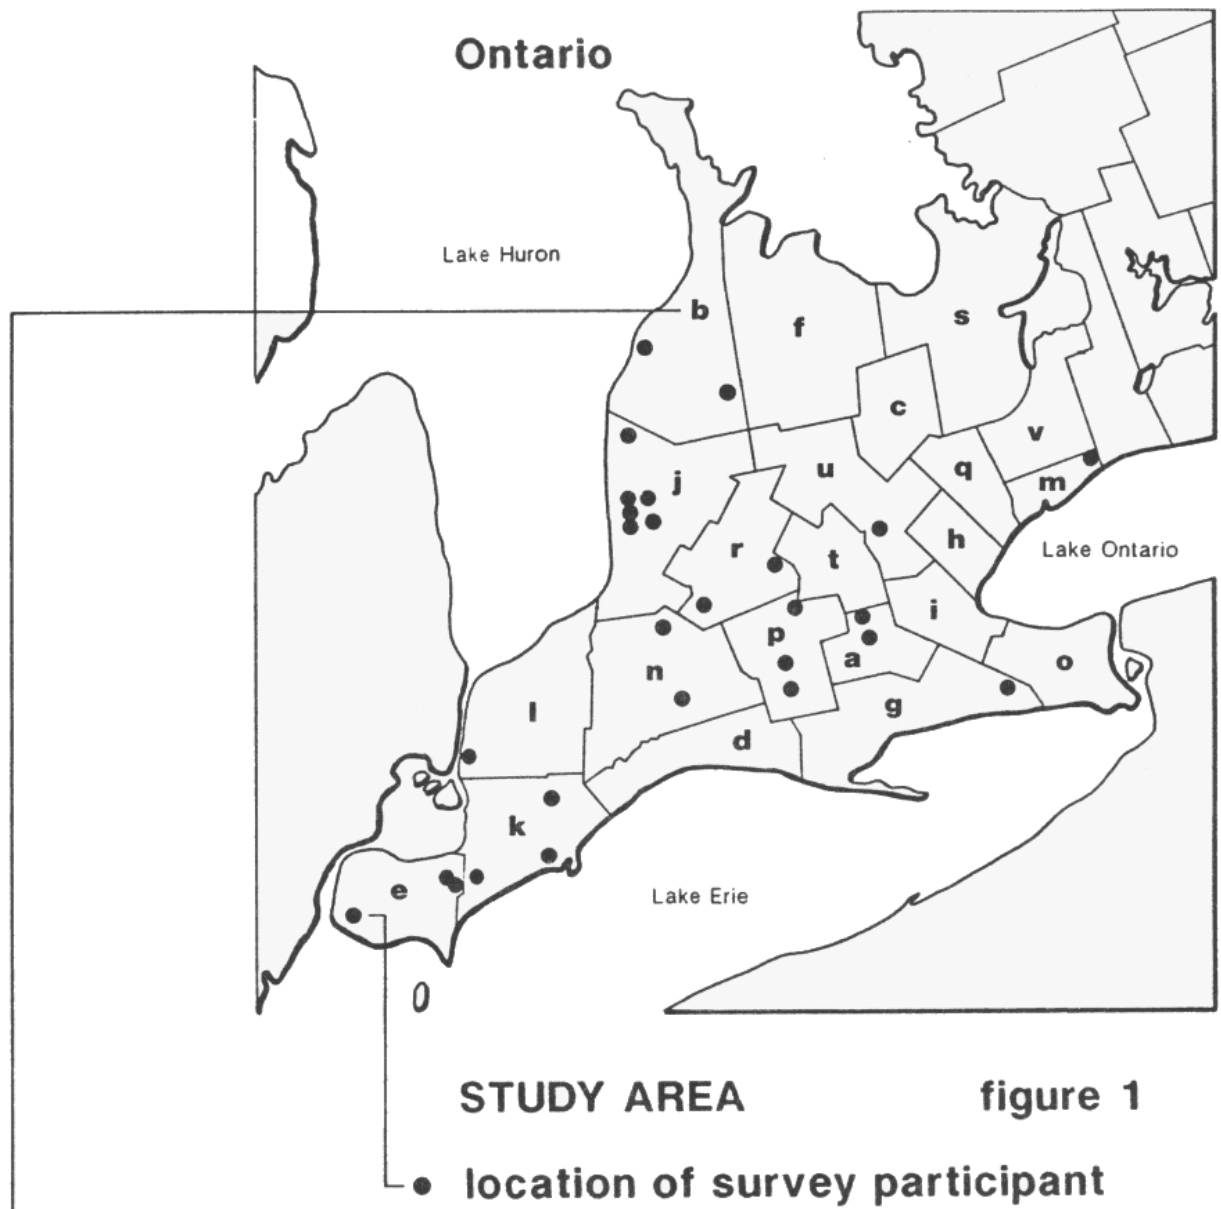 Ontario
Lake Huron
b
f
s
c
v
j
u
q
m
r
t
h
Lake Ontario
i
p
a
n
o
l
g
d
k
e
Lake Erie
STUDY AREA figure 1
location of survey participant